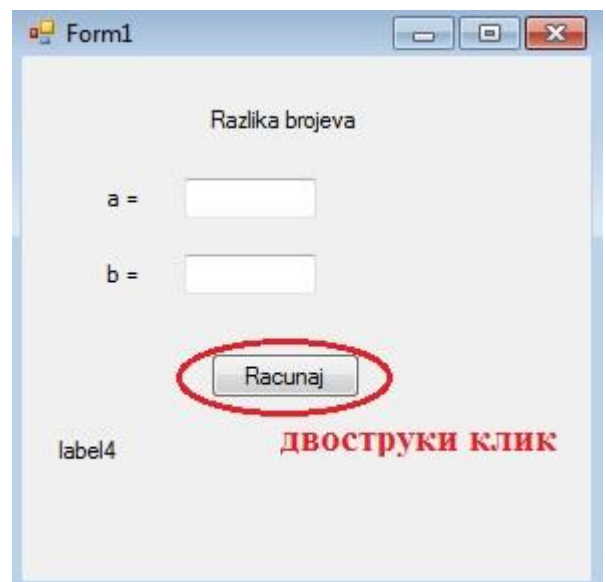 Form1
Razlika brojeva
a =
b =
Racunaj
двоструки клик
label4